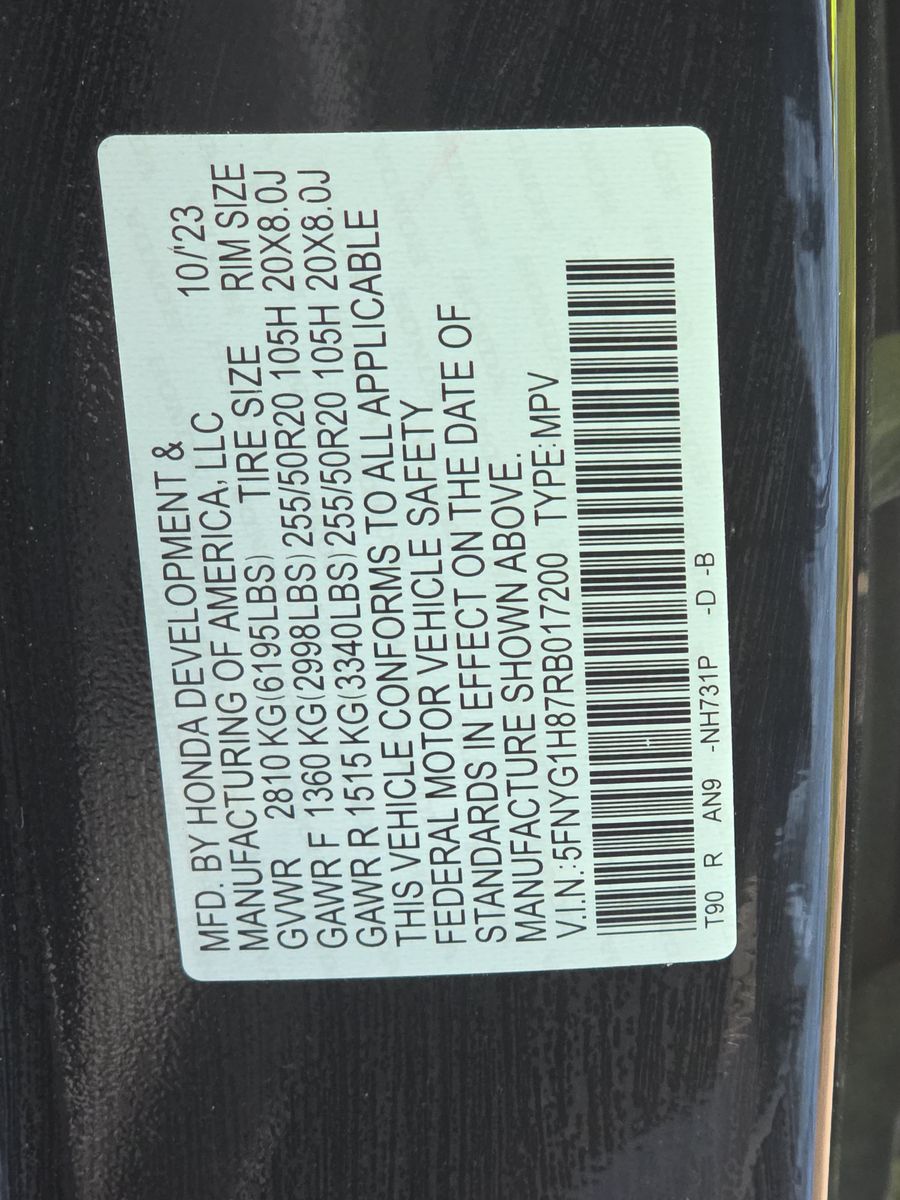 MFD. BY HONDA DEVELOPMENT &
MANUFACTURING OF AMERICA, LLC 10/'23
GVWR 2810 KG(6195LBS) TIRE SIZE RIM SIZE
GAWR F 1360 KG(2998LBS) 255/50R20 105H 20X8.0J
GAWR R 1515 KG(3340LBS) 255/50R20 105H 20X8.0J
THIS VEHICLE CONFORMS TO ALL APPLICABLE
FEDERAL MOTOR VEHICLE SAFETY
STANDARDS IN EFFECT ON THE DATE OF
MANUFACTURE SHOWN ABOVE.
V.I.N.:5FNYG1H87RB017200 TYPE:MPV
T90 R AN9 -NH731P -D -B